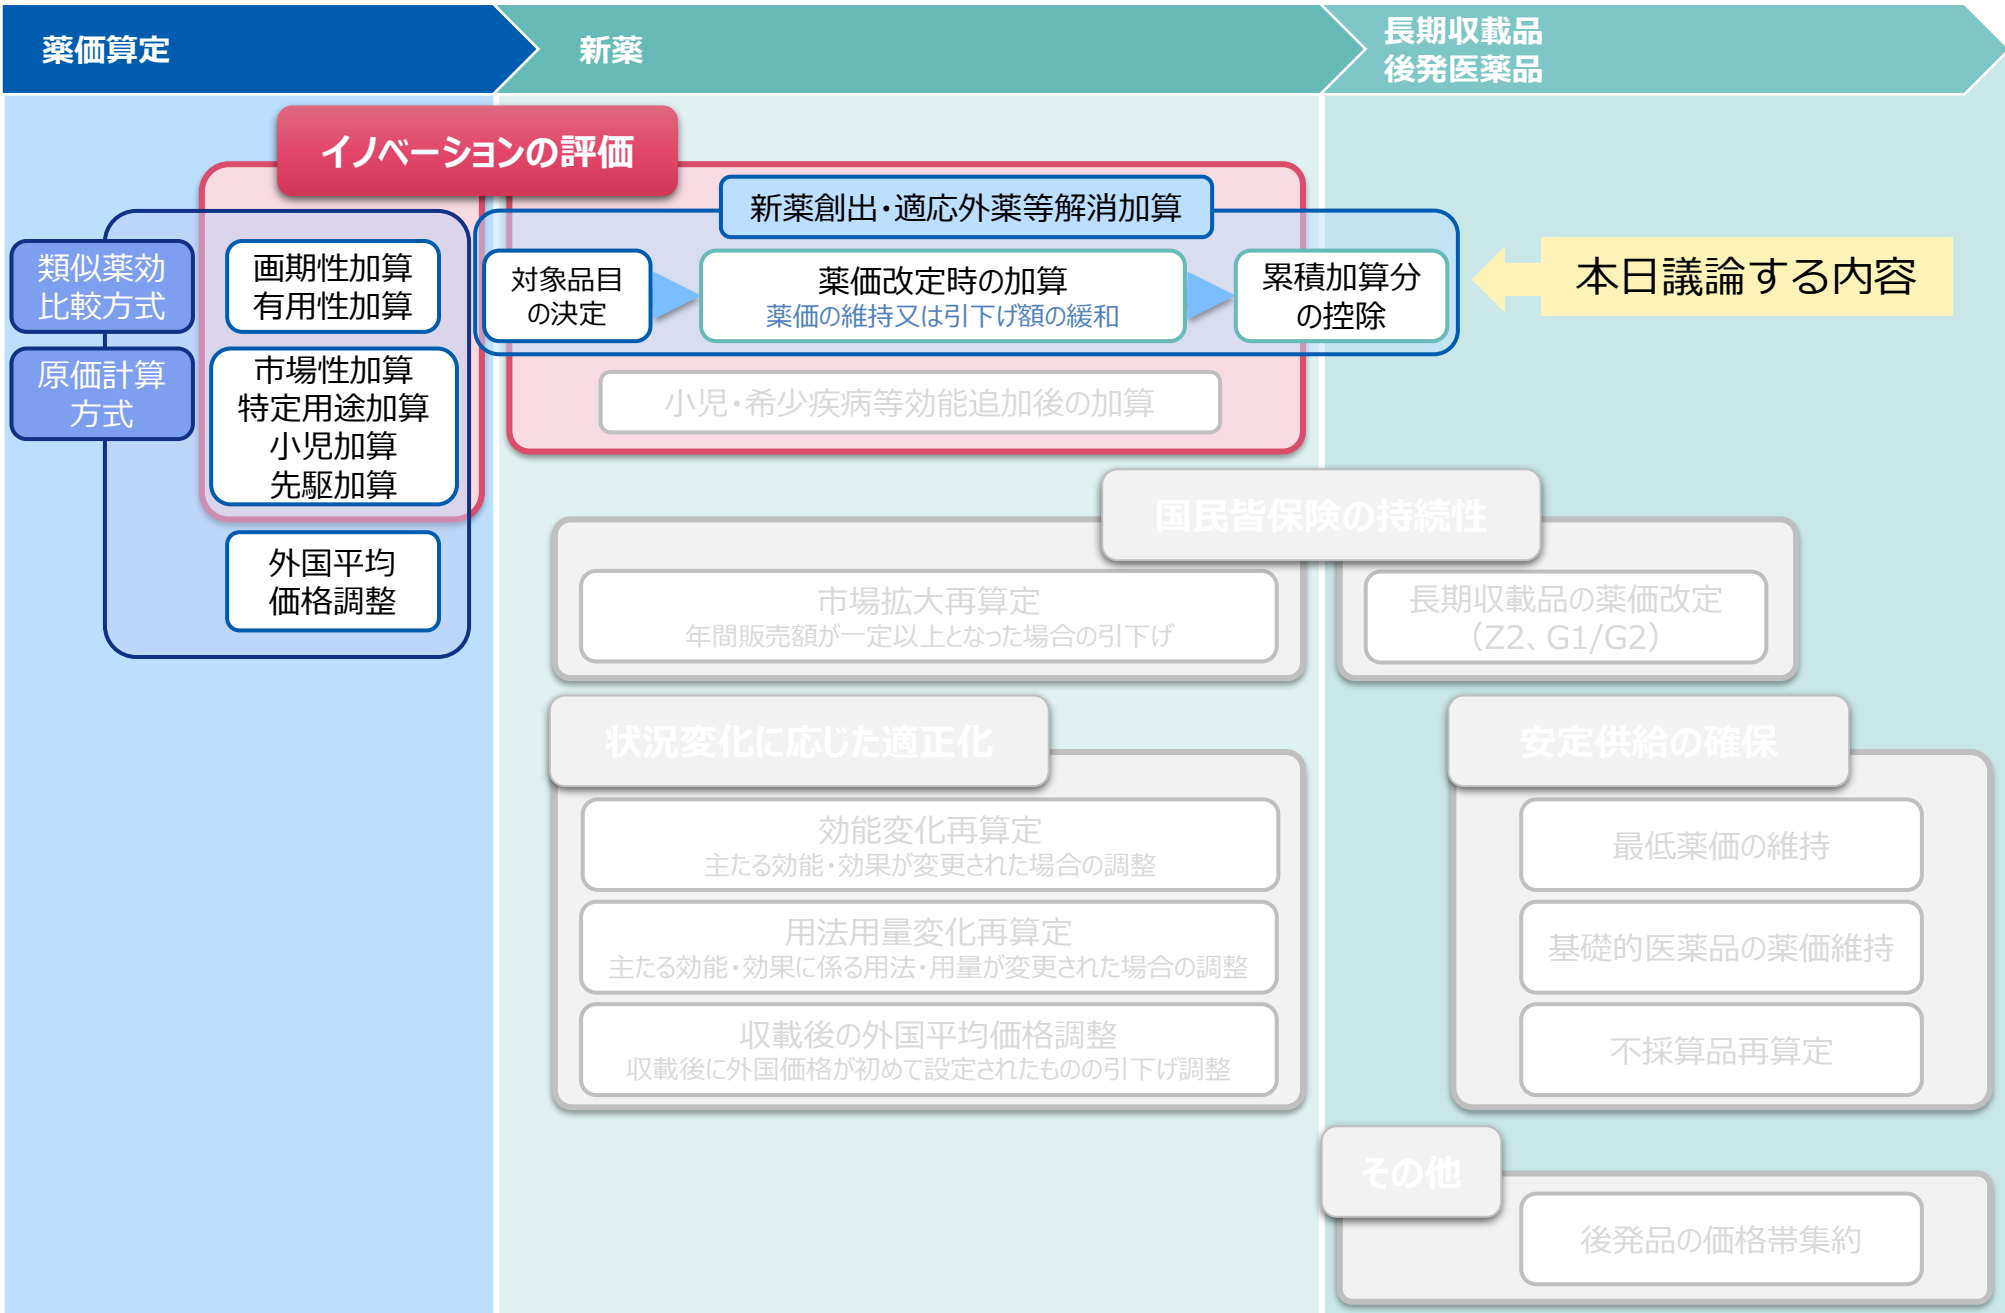 薬価算定
新薬
長期収載品
後発医薬品
イノベーションの評価
新薬創出・適応外薬等解消加算
類似薬効
比較方式
原価計算
方式
画期性加算
有用性加算
市場性加算
特定用途加算
小児加算
先駆加算
外国平均
価格調整
対象品目
の決定
薬価改定時の加算
薬価の維持又は引下げ額の緩和
累積加算分
の控除
本日議論する内容
小児・希少疾病等効能追加後の加算
国民皆保険の持続性
市場拡大再算定
年間販売額が一定以上となった場合の引下げ
長期収載品の薬価改定
（Z2、G1/G2）
状況変化に応じた適正化
効能変化再算定
主たる効能・効果が変更された場合の調整
用法用量変化再算定
主たる効能・効果に係る用法・用量が変更された場合の調整
収載後の外国平均価格調整
収載後に外国価格が初めて設定されたものの引下げ調整
安定供給の確保
最低薬価の維持
基礎的医薬品の薬価維持
不採算品再算定
その他
後発品の価格帯集約